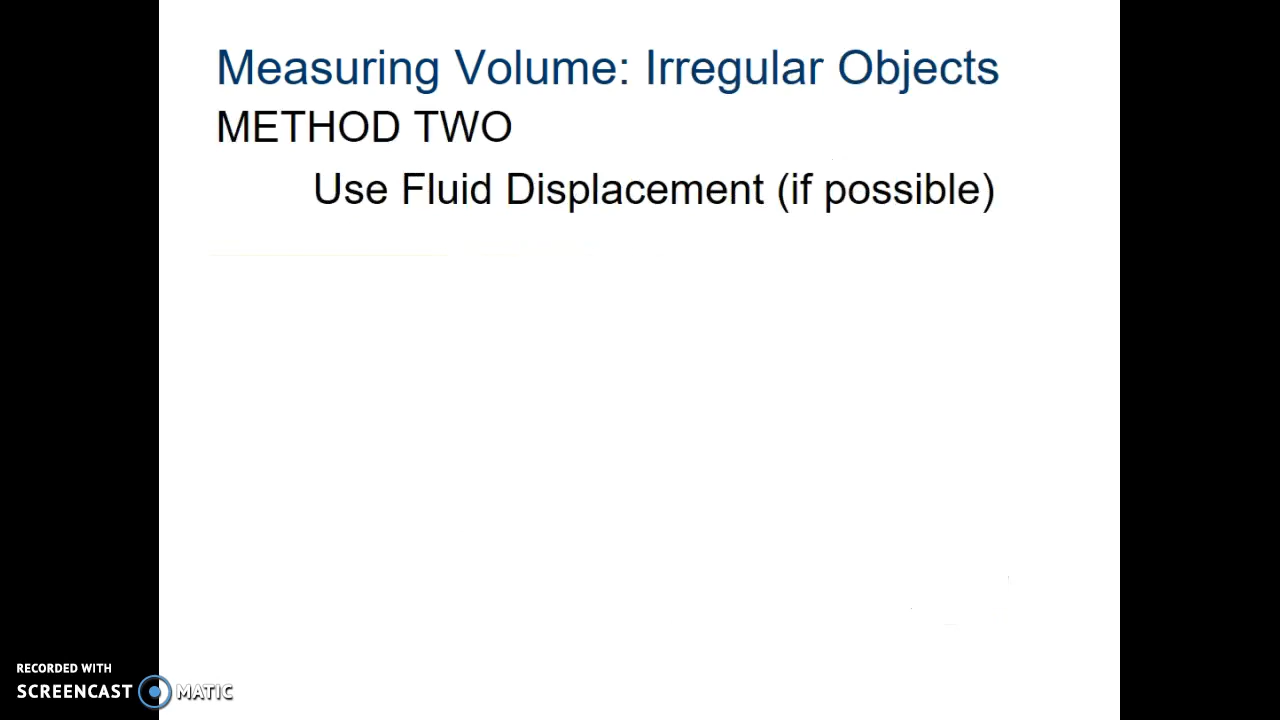 Measuring Volume: Irregular Objects
METHOD TWO
Use Fluid Displacement (if possible)
RECORDED WITH
SCREENCAST MATIC